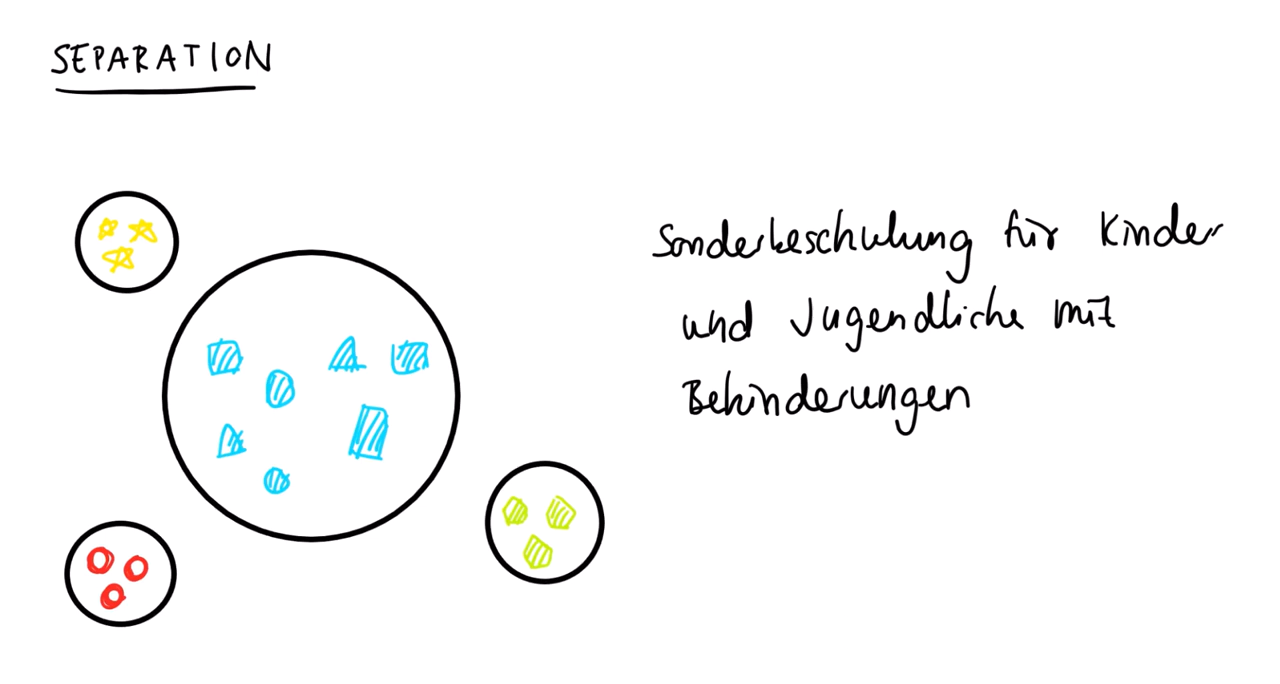 SEPARATION
Sonderbeschulung für Kinder
und Jugendliche mit
Behinderungen